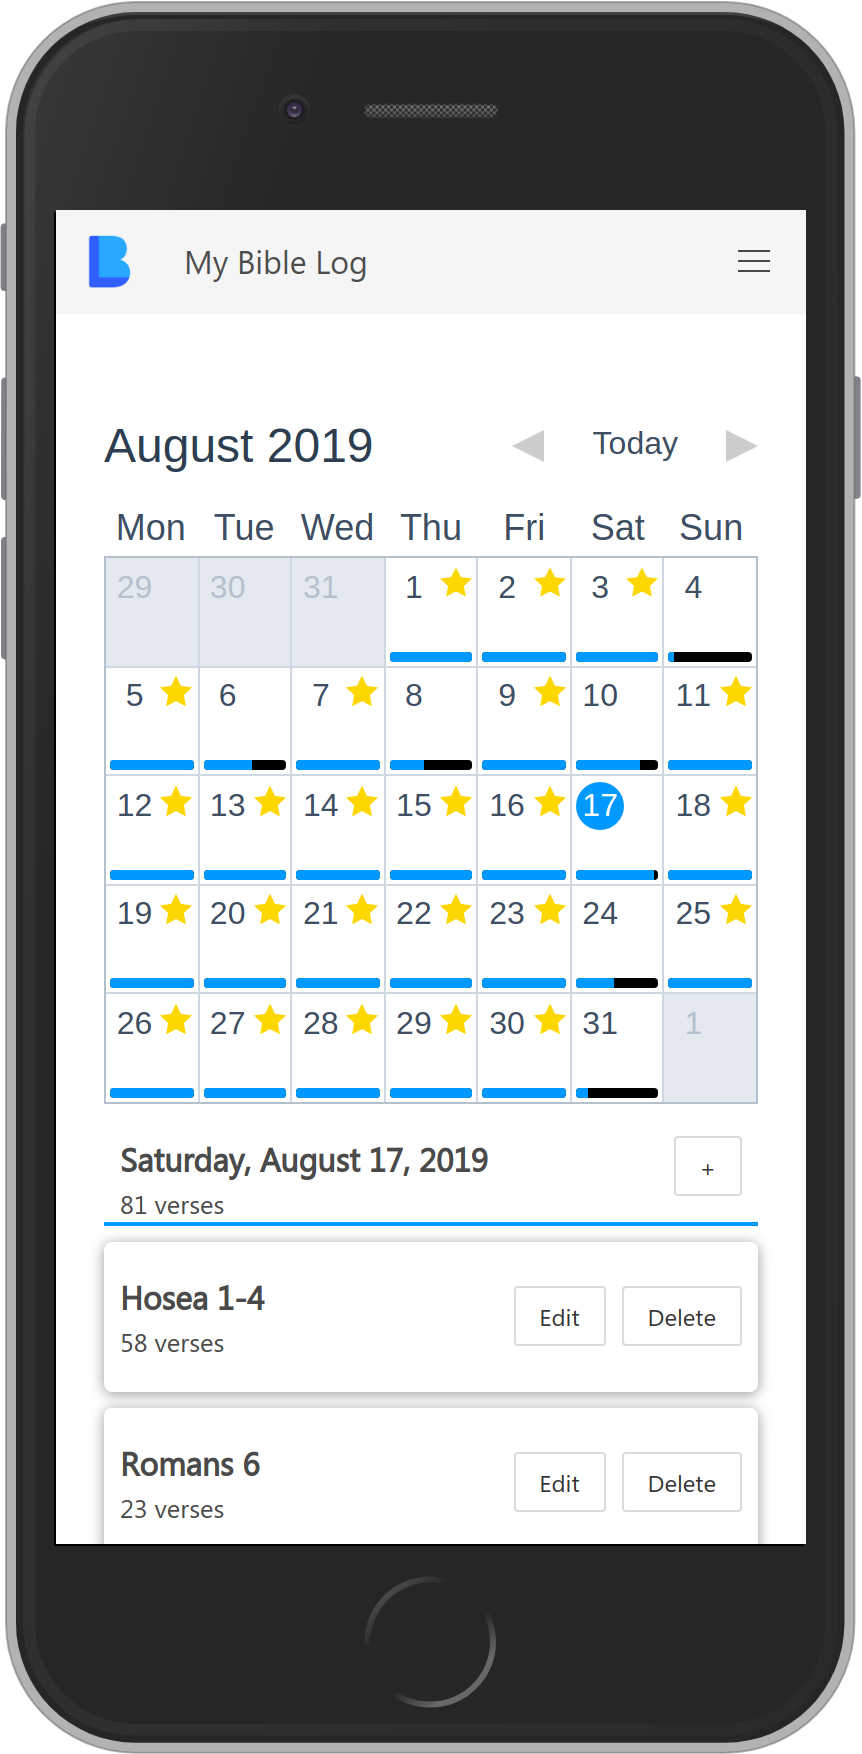 My Bible Log
August 2019 Today
Mon Tue Wed Thu Fri Sat Sun
29 30 31 1 2 3 4
5 6 7 8 9 10 11
12 13 14 15 16 17 18
19 20 21 22 23 24 25
26 27 28 29 30 31 1
Saturday, August 17, 2019 +
81 verses
Hosea 1-4 Edit Delete
58 verses
Romans 6 Edit Delete
23 verses